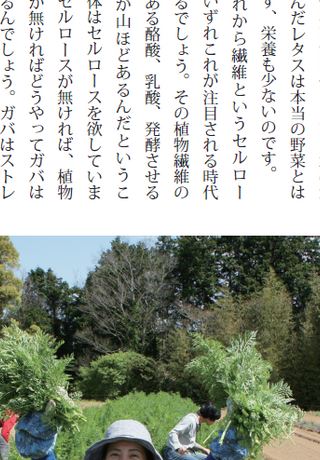 んだレタスは本当の野菜とは
す、栄養も少ないのです。
れから繊維というセルロー
いずれこれが注目される時代
るでしょう。その植物繊維の
ある酪酸、乳酸、発酵させる
が山ほどあるんだというこ
体はセルロースを欲していま
セルロースが無ければ、植物
が無ければどうやってガバは
るんでしょう。ガバはストレ